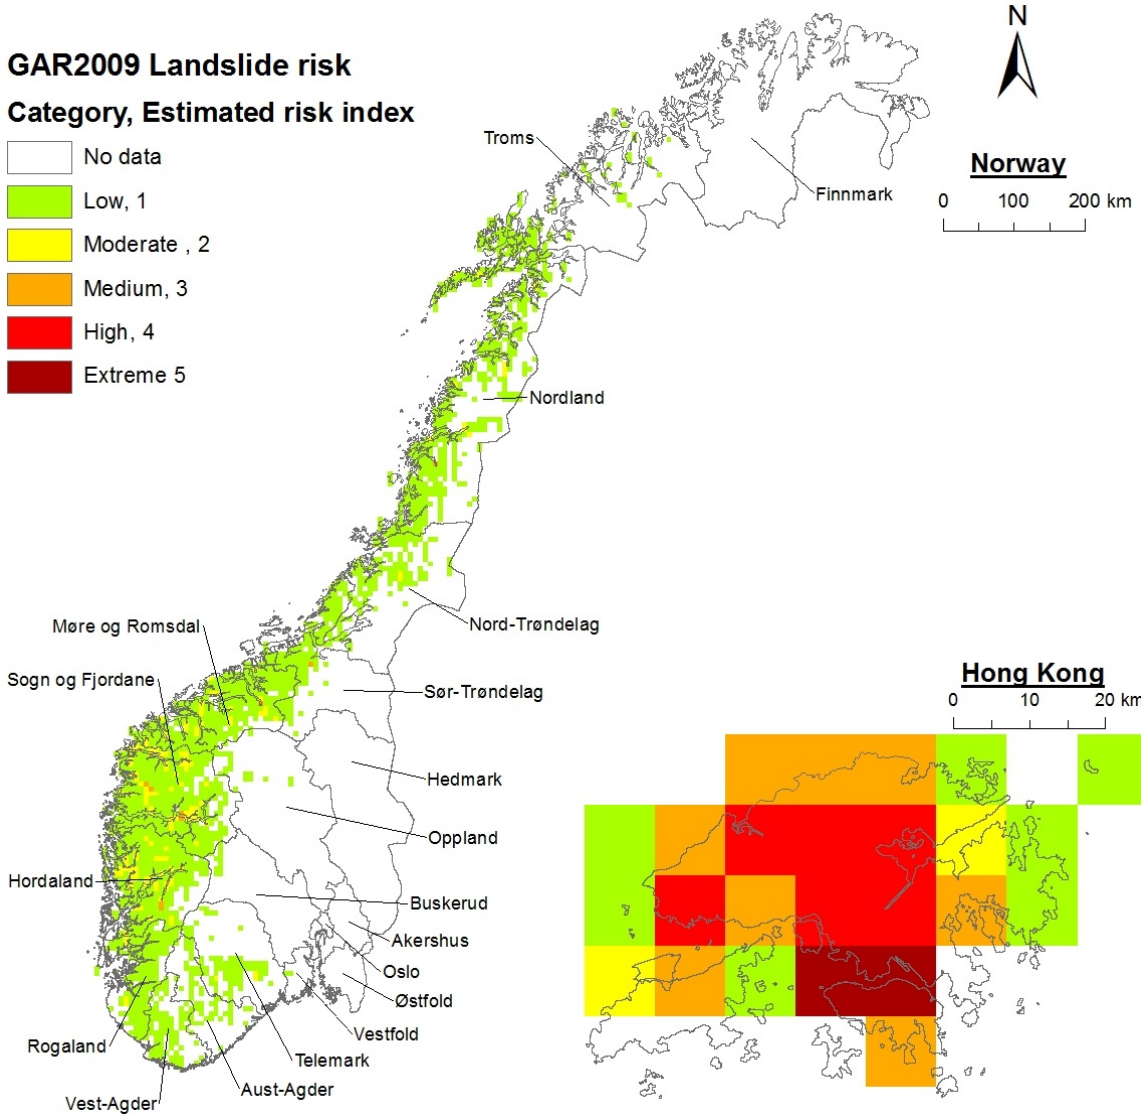 GAR2009 Landslide risk
Category, Estimated risk index
No data
Low, 1
Moderate , 2
Medium, 3
High, 4
Extreme 5
N
Norway
0 100 200 km
Troms
Finnmark
Nordland
Nord-Trøndelag
Møre og Romsdal
Sogn og Fjordane
Sør-Trøndelag
Hedmark
Oppland
Hordaland
Buskerud
Akershus
Oslo
Østfold
Vestfold
Rogaland
Telemark
Aust-Agder
Vest-Agder
Hong Kong
0 10 20 km